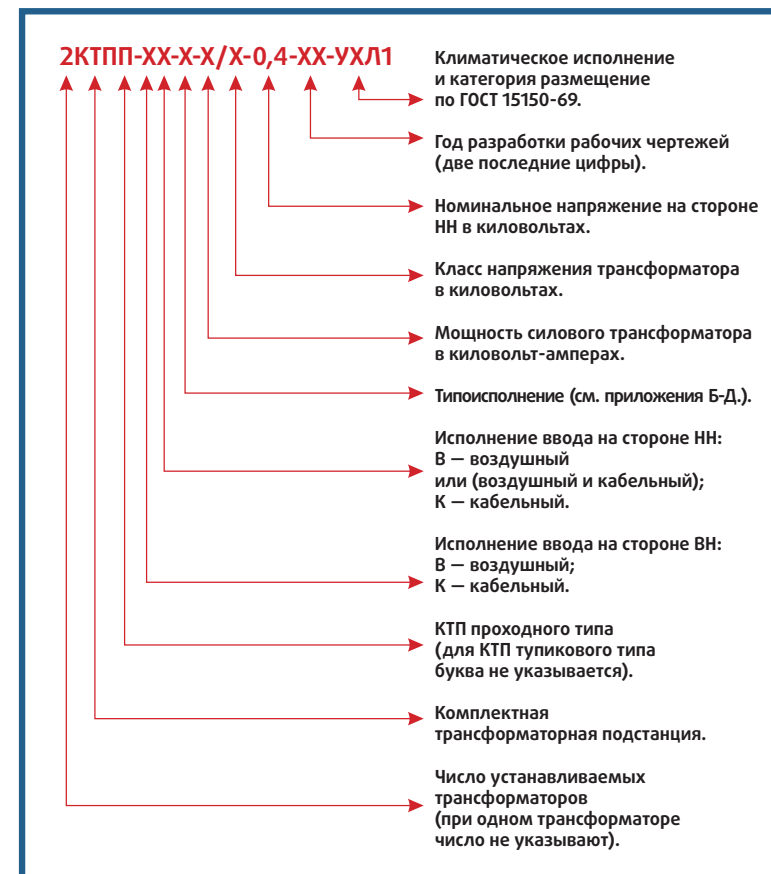 2КТПП-ХХ-Х-Х/Х-0,4-ХХ-УХЛ1
Климатическое исполнение
и категория размещение
по ГОСТ 15150-69.
Год разработки рабочих чертежей
(две последние цифры).
Номинальное напряжение на стороне
НН в киловольтах.
Класс напряжения трансформатора
в киловольтах.
Мощность силового трансформатора
в киловольт-амперах.
Типоисполнение (см. приложения Б-Д.).
Исполнение ввода на стороне НН:
В — воздушный
или (воздушный и кабельный);
К — кабельный.
Исполнение ввода на стороне ВН:
В — воздушный;
К — кабельный.
КТП проходного типа
(для КТП тупикового типа
буква не указывается).
Комплектная
трансформаторная подстанция.
Число устанавливаемых
трансформаторов
(при одном трансформаторе
число не указывают).